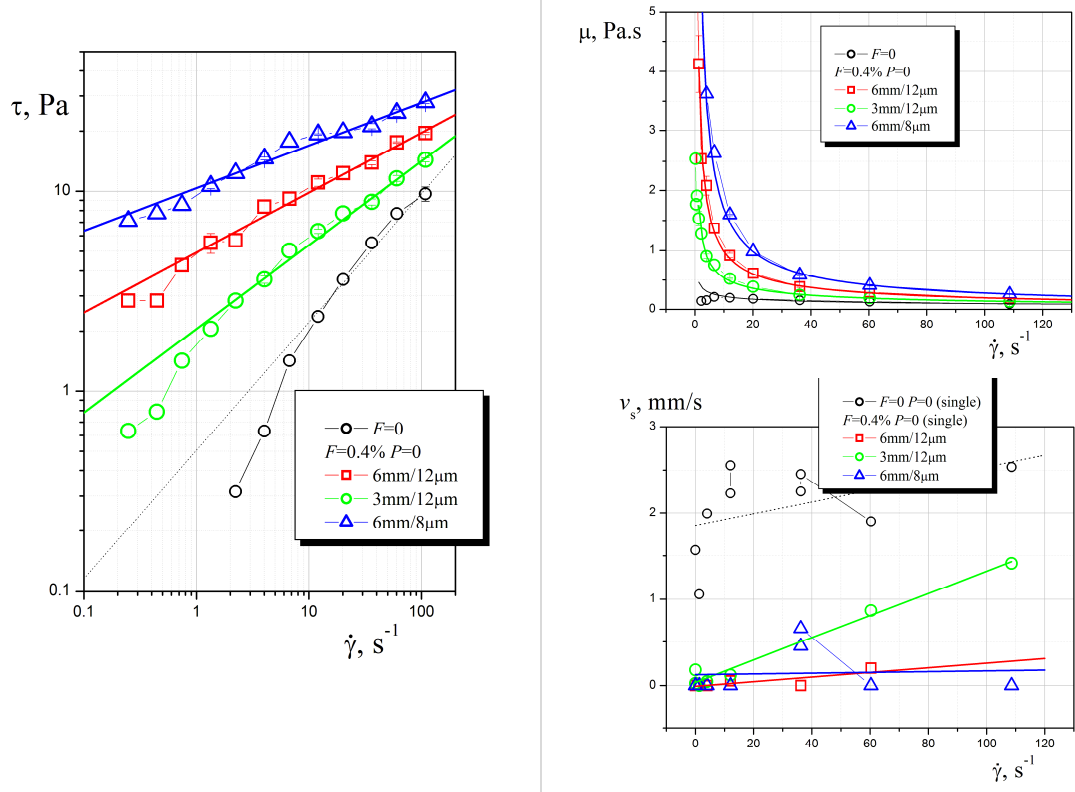 τ, Pa
10
1
0.1
0.1
1
10
100
γ̇, s⁻¹
F=0
F=0.4% P=0
6mm/12μm
3mm/12μm
6mm/8μm
μ, Pa.s
5
4
3
2
1
0
0
20
40
60
80
100
120
γ̇, s⁻¹
F=0
F=0.4% P=0
6mm/12μm
3mm/12μm
6mm/8μm
vₛ, mm/s
3
2
1
0
0
20
40
60
80
100
120
γ̇, s⁻¹
F=0 P=0 (single)
F=0.4% P=0 (single)
6mm/12μm
3mm/12μm
6mm/8μm